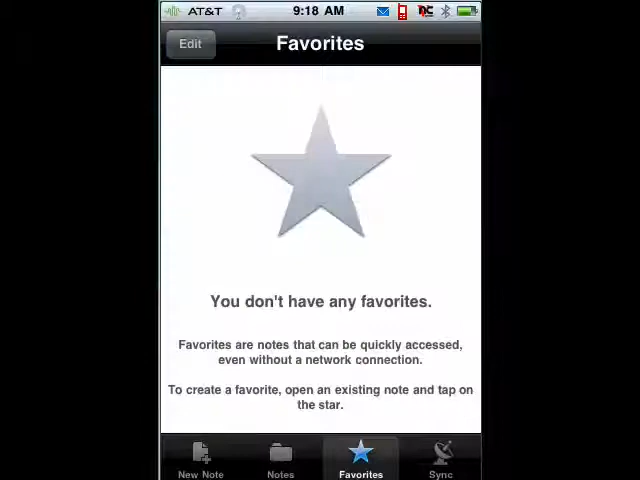 AT&T 9:18 AM
Edit Favorites
You don't have any favorites.
Favorites are notes that can be quickly accessed,
even without a network connection.
To create a favorite, open an existing note and tap on
the star.
New Note Notes Favorites Sync